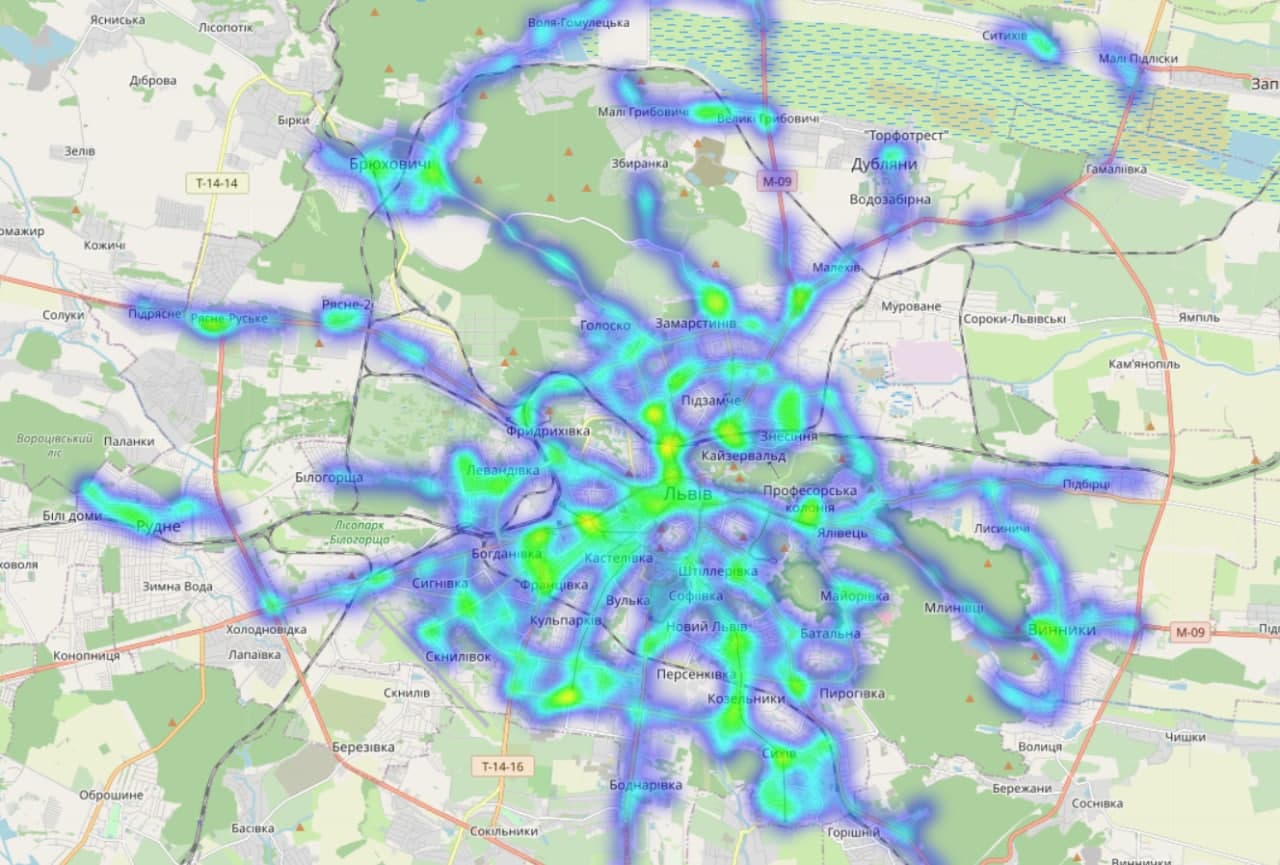 Ясниська
Лісопотік
Воля-Гомулецька
Ситихів
Малі Підліски
Зап
Діброва
Бірки
Малі Грибовичі
Великі Грибовичі
"Торфотрест"
Зелів
Брюховичі
Збиранка
Дубляни
Т-14-14
М-09
Гамаліївка
Водозабірна
омажир
Кожичі
Малехів
Підрясне
Рясне-Руське
Рясне-2
Солуки
Голоско
Замарстинів
Муроване
Сороки-Львівські
Ямпіль
Кам'янопіль
Підзамче
Вороцівський
ліс
Паланки
Фридрихівка
Знесіння
Кайзервальд
Левандівка
Білогорща
Львів
Професорська
колонія
Підбірці
Білі доми
Рудне
Лісопарк
"Білогорща"
Ялівець
Лисиничі
Богданівка
Кастелівка
ховоля
Зимна Вода
Сигнівка
Францівка
Штіллерівка
Вулька
Софіївка
Майорівка
Млинівці
Холодновідка
Кульпарків
Новий Львів
Батальна
Винники
М-09
Підг
Конопниця
Лапаївка
Скнилівок
Персенківка
Скнилів
Козельники
Пирогівка
Березівка
Сихів
Волиця
Чишки
Т-14-16
Оброшине
Боднарівка
Бережани
Соснівка
Басівка
Сокільники
Горішній
Виннички